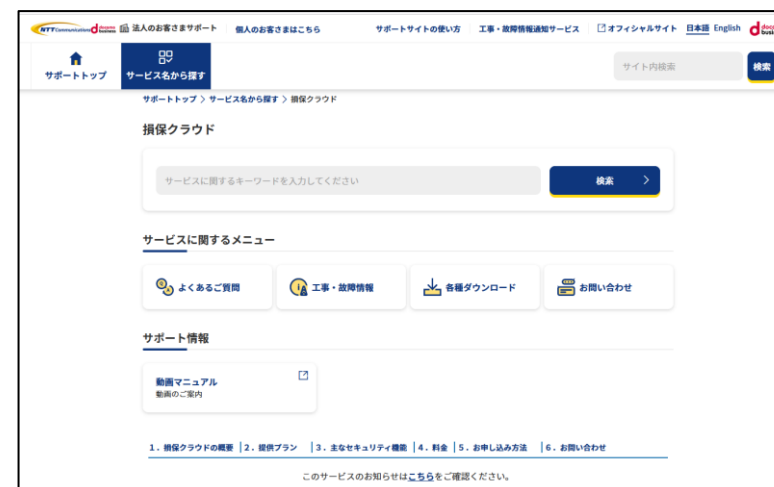 NTT Communications docomo business 法人のお客さまサポート 個人のお客さまはこちら サポートサイトの使い方 工事・故障情報通知サービス オフィシャルサイト 日本語 English
サポートトップ サービス名から探す サイト内検索 検索
サポートトップ 〉 サービス名から探す 〉 損保クラウド
損保クラウド
サービスに関するキーワードを入力してください 検索
サービスに関するメニュー
よくあるご質問 工事・故障情報 各種ダウンロード お問い合わせ
サポート情報
動画マニュアル
動画のご案内
1．損保クラウドの概要 | 2．提供プラン | 3．主なセキュリティ機能 | 4．料金 | 5．お申し込み方法 | 6．お問い合わせ
このサービスのお知らせはこちらをご確認ください。